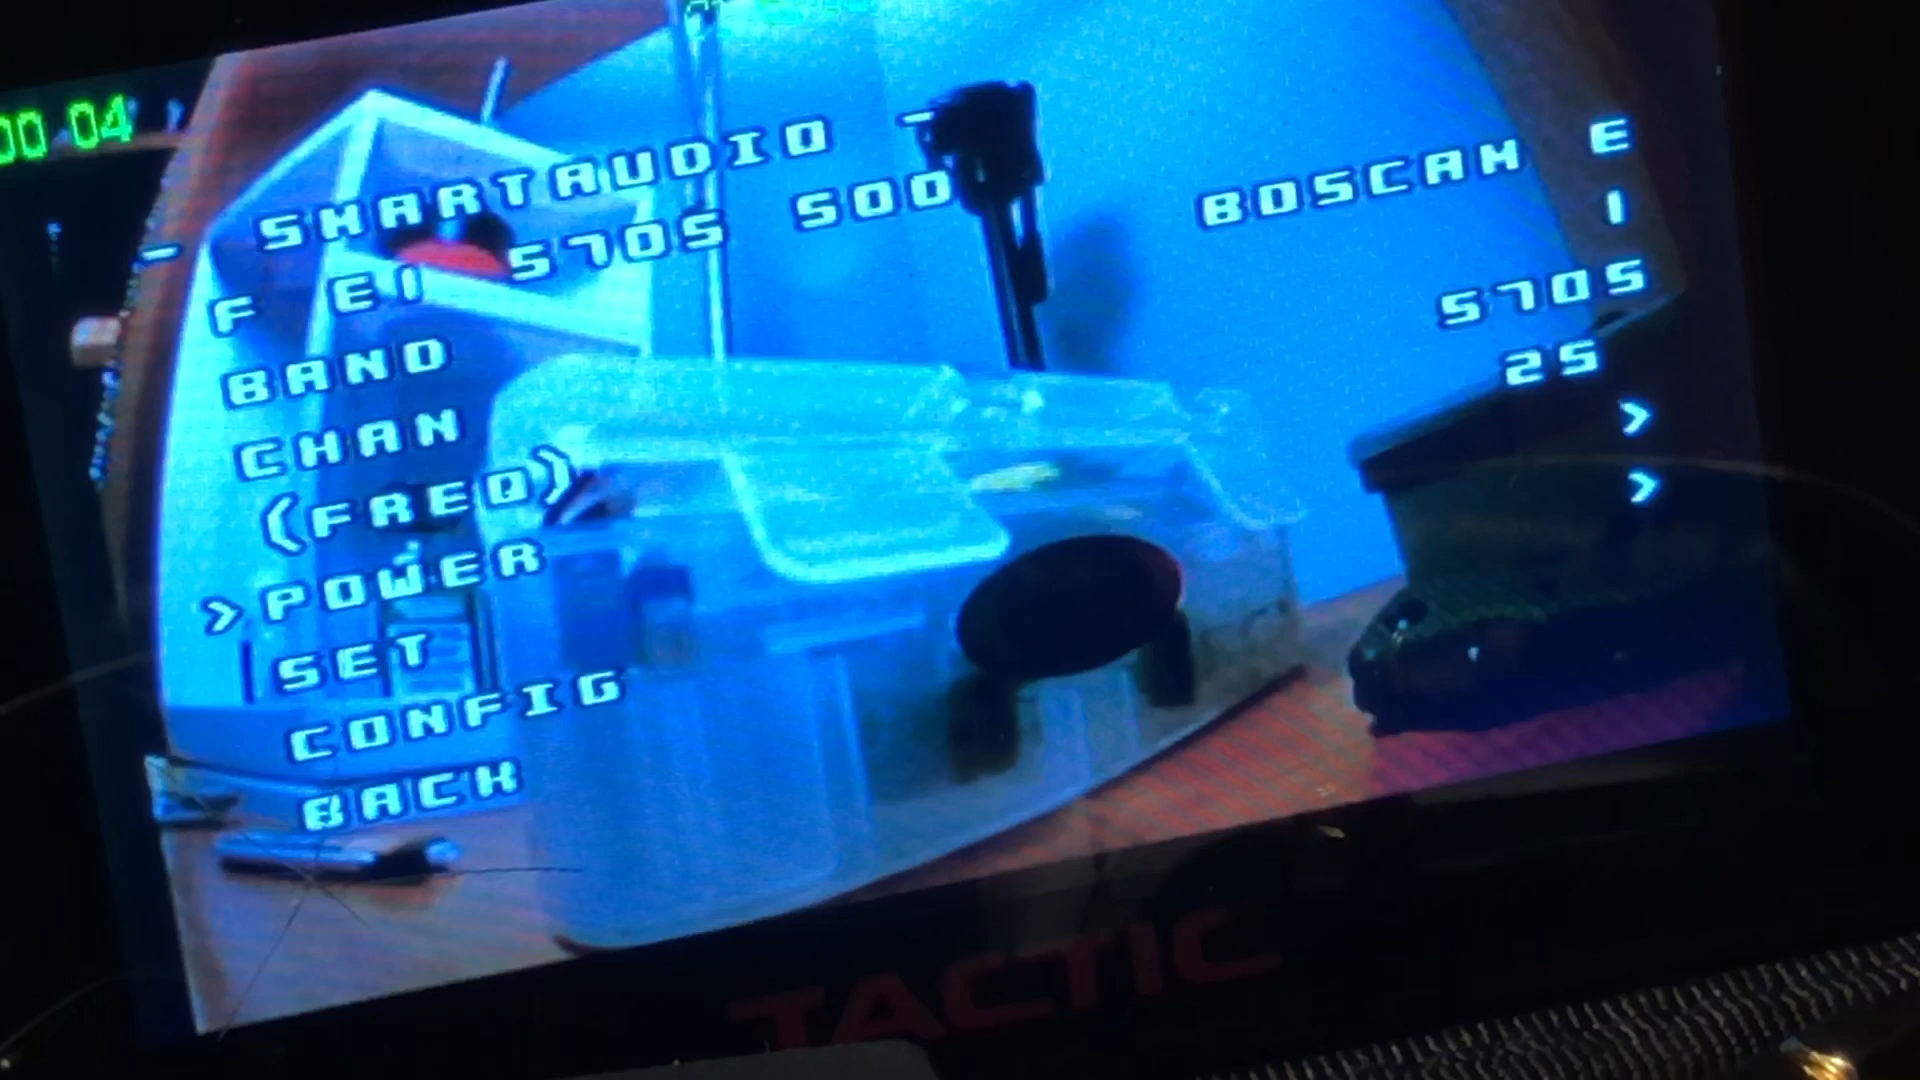 00 04
- SMARTAUDIO -
F E1 5705 500
BAND BOSCAM E
CHAN 1
(FREQ) 5705
> POWER 25
SET >
CONFIG >
BACK
TACTIC